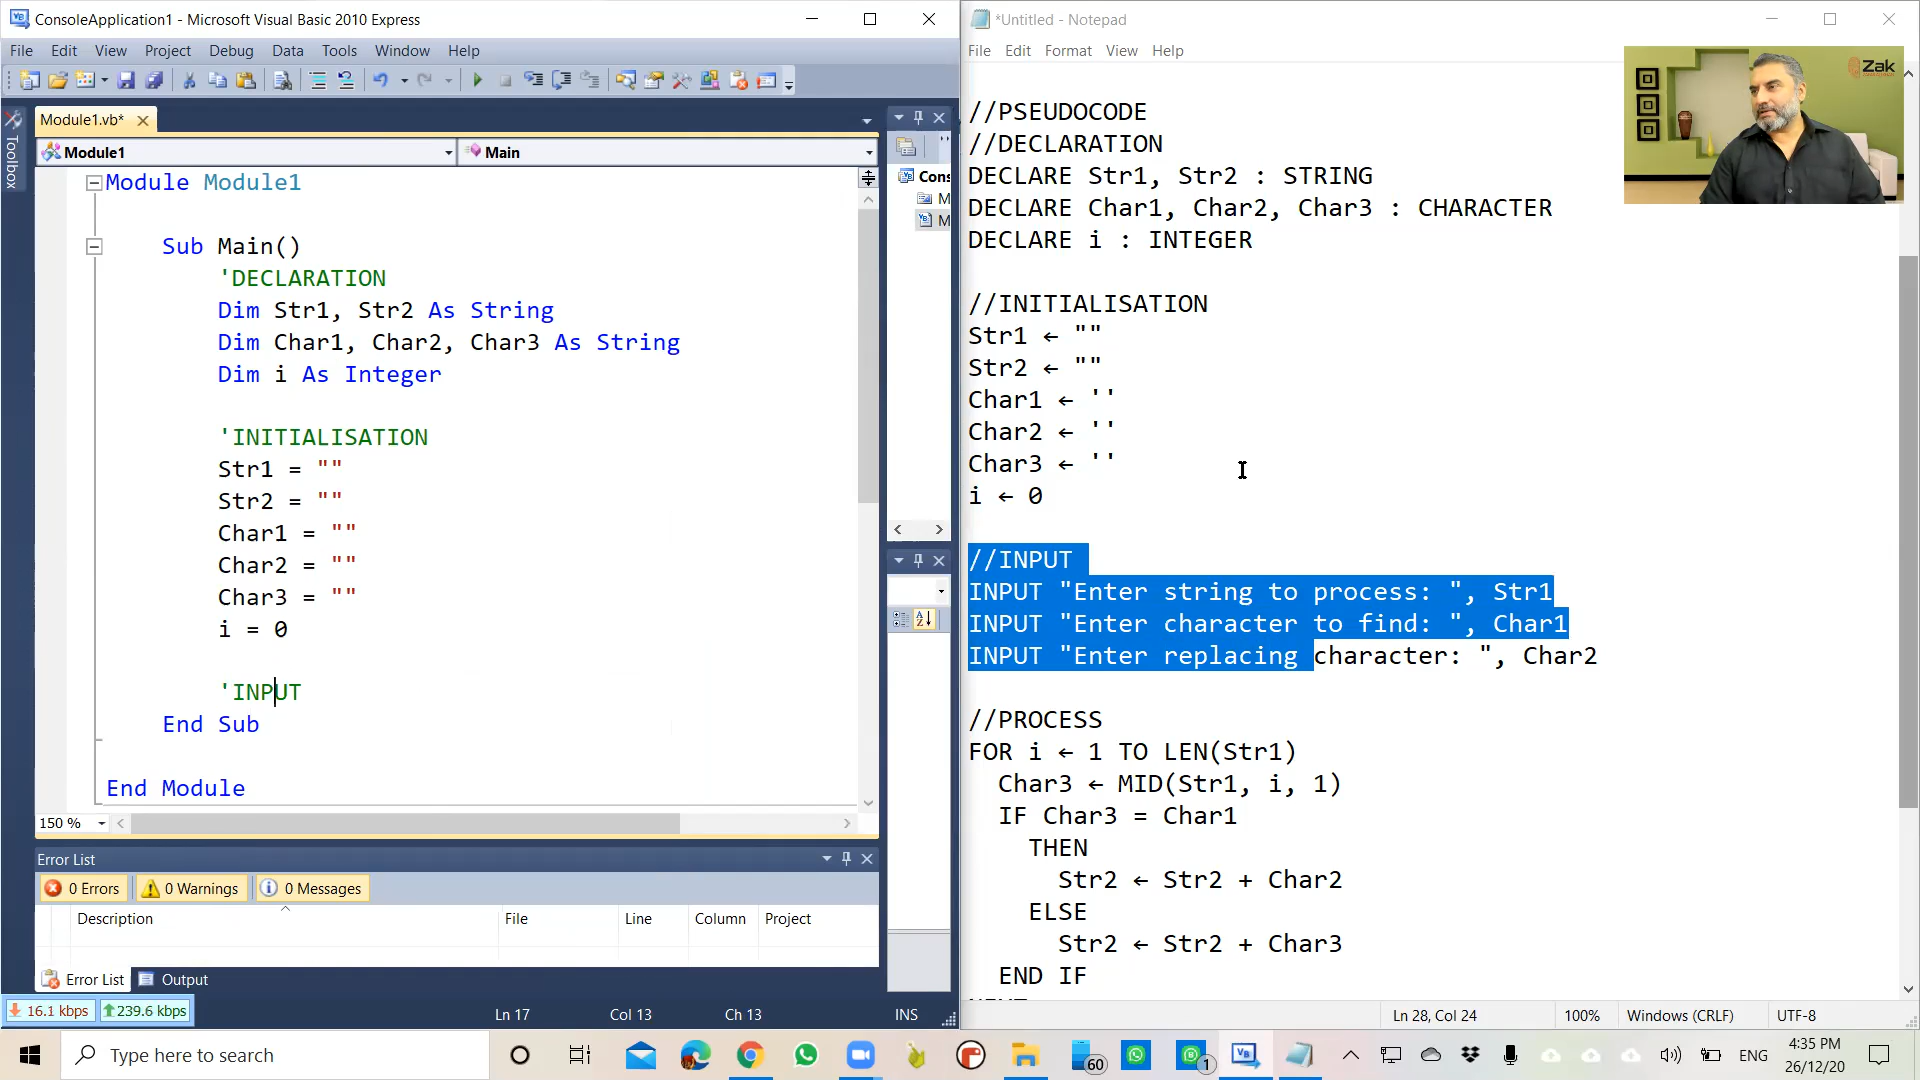 ConsoleApplication1 - Microsoft Visual Basic 2010 Express
File Edit View Project Debug Data Tools Window Help
Toolbox
Module1.vb*
Module1
Main
Module Module1
Sub Main()
'DECLARATION
Dim Str1, Str2 As String
Dim Char1, Char2, Char3 As String
Dim i As Integer
'INITIALISATION
Str1 = ""
Str2 = ""
Char1 = ""
Char2 = ""
Char3 = ""
i = 0
'INPUT
End Sub
End Module
150 %
Cons
M
M
Error List
0 Errors
0 Warnings
0 Messages
Description File Line Column Project
Error List
Output
16.1 kbps
239.6 kbps
Ln 17 Col 13 Ch 13 INS
*Untitled - Notepad
File Edit Format View Help
Zak
//PSEUDOCODE
//DECLARATION
DECLARE Str1, Str2 : STRING
DECLARE Char1, Char2, Char3 : CHARACTER
DECLARE i : INTEGER
//INITIALISATION
Str1 ← ""
Str2 ← ""
Char1 ← ''
Char2 ← ''
Char3 ← ''
i ← 0
//INPUT
INPUT "Enter string to process: ", Str1
INPUT "Enter character to find: ", Char1
INPUT "Enter replacing character: ", Char2
//PROCESS
FOR i ← 1 TO LEN(Str1)
Char3 ← MID(Str1, i, 1)
IF Char3 = Char1
THEN
Str2 ← Str2 + Char2
ELSE
Str2 ← Str2 + Char3
END IF
Ln 28, Col 24 100% Windows (CRLF) UTF-8
Type here to search
60
1
ENG
4:35 PM
26/12/20